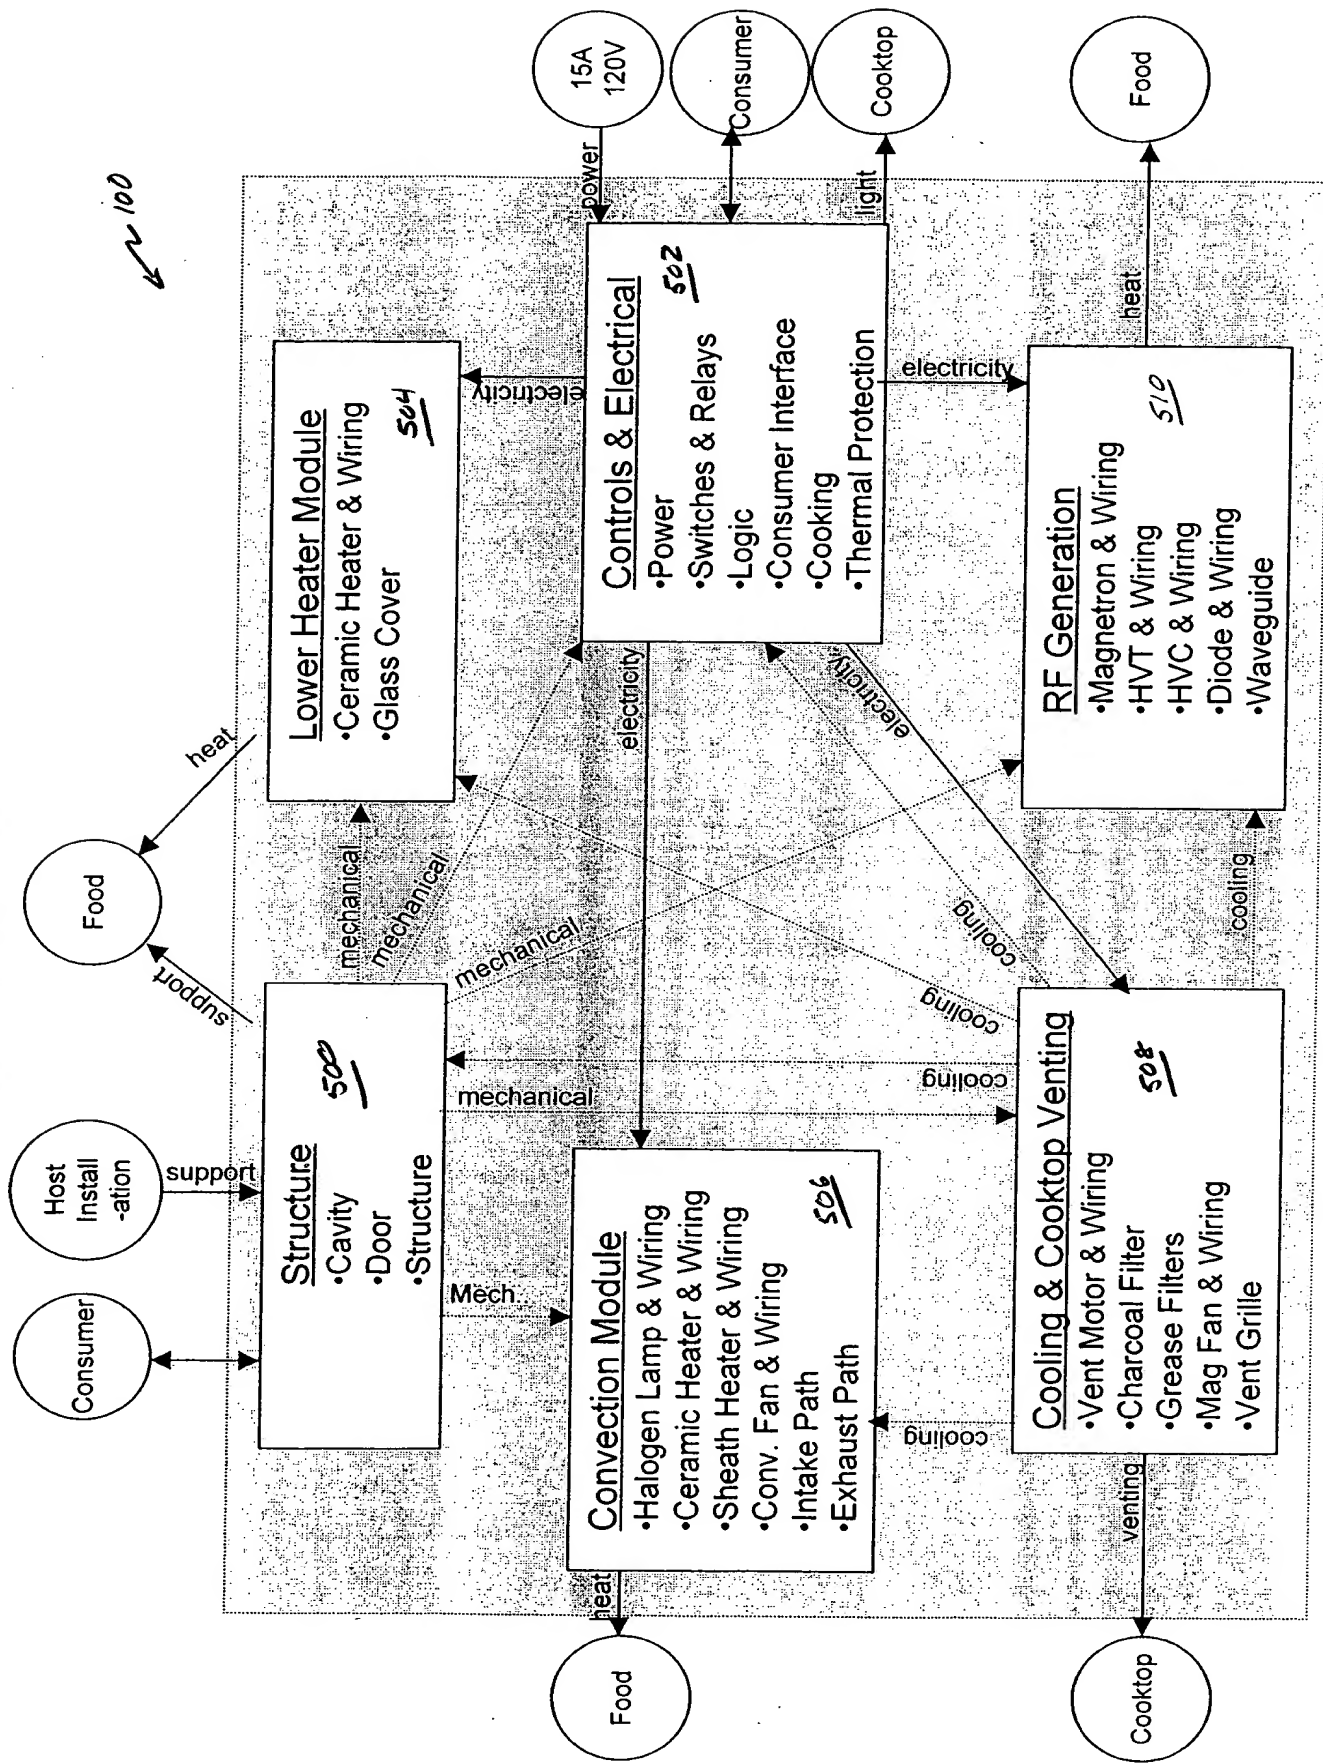 100
Consumer
Host
Install
-ation
support
Food
support
heat
Structure
•Cavity
•Door
•Structure
500
Lower Heater Module
•Ceramic Heater & Wiring
•Glass Cover
504
mechanical
mechanical
mechanical
mechanical
Mech..
electricity
electricity
electricity
electricity
Convection Module
•Halogen Lamp & Wiring
•Ceramic Heater & Wiring
•Sheath Heater & Wiring
•Conv. Fan & Wiring
•Intake Path
•Exhaust Path
506
Controls & Electrical
•Power
•Switches & Relays
•Logic
•Consumer Interface
•Cooking
•Thermal Protection
502
power
15A
120V
Consumer
light
Cooktop
heat
Food
cooling
cooling
cooling
cooling
cooling
Cooling & Cooktop Venting
•Vent Motor & Wiring
•Charcoal Filter
•Grease Filters
•Mag Fan & Wiring
•Vent Grille
508
RF Generation
•Magnetron & Wiring
•HVT & Wiring
•HVC & Wiring
•Diode & Wiring
•Waveguide
510
venting
Cooktop
heat
Food